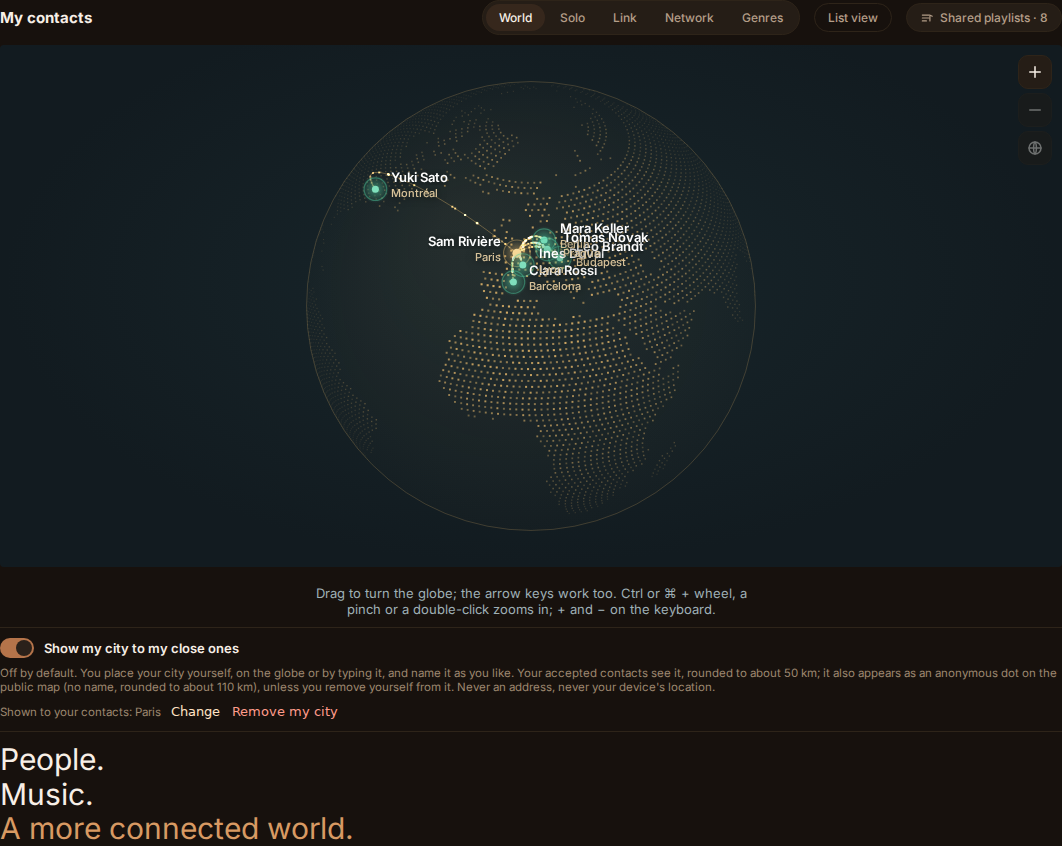 My contacts
World
Solo
Link
Network
Genres
List view
Shared playlists · 8
Yuki Sato
Montréal
Sam Rivière
Paris
Mara Keller
Tomas Novak
Brandt
Budapest
Clara Rossi
Barcelona
Drag to turn the globe; the arrow keys work too. Ctrl or ⌘ + wheel, a
pinch or a double-click zooms in; + and − on the keyboard.
Show my city to my close ones
Off by default. You place your city yourself, on the globe or by typing it, and name it as you like. Your accepted contacts see it, rounded to about 50 km; it also appears as an anonymous dot on the
public map (no name, rounded to about 110 km), unless you remove yourself from it. Never an address, never your device's location.
Shown to your contacts: Paris
Change
Remove my city
People.
Music.
A more connected world.